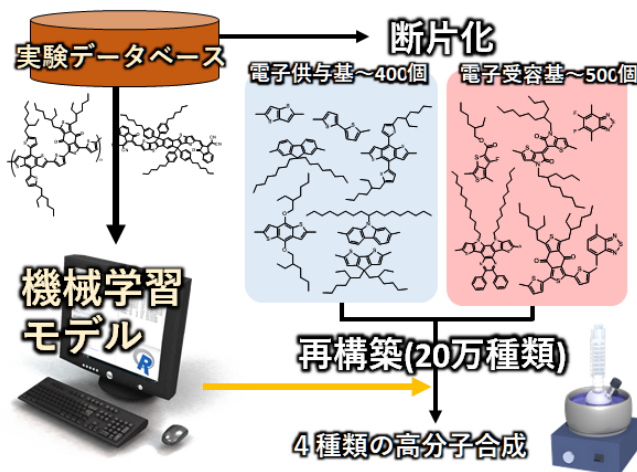 実験データベース
断片化
電子供与基～400個
電子受容基～500個
機械学習
モデル
R
再構築(20万種類)
4種類の高分子合成